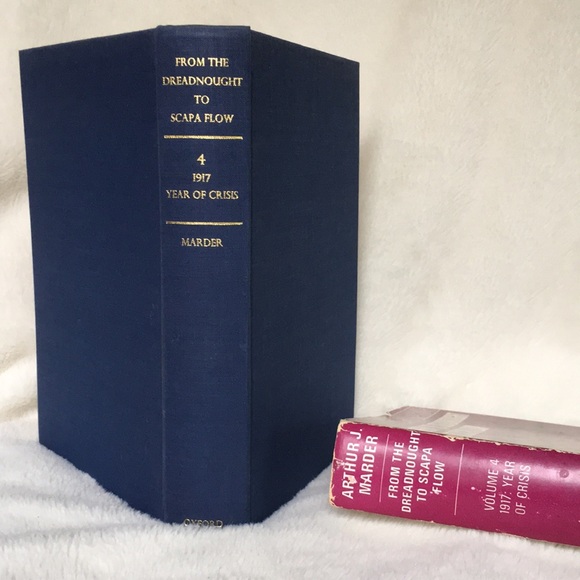 FROM THE
DREADNOUGHT
TO
SCAPA FLOW
4
1917
YEAR OF CRISIS
MARDER
OXFORD
ARTHUR J.
MARDER
FROM THE
DREADNOUGHT
TO SCAPA
FLOW
VOLUME 4
1917: YEAR
OF CRISIS